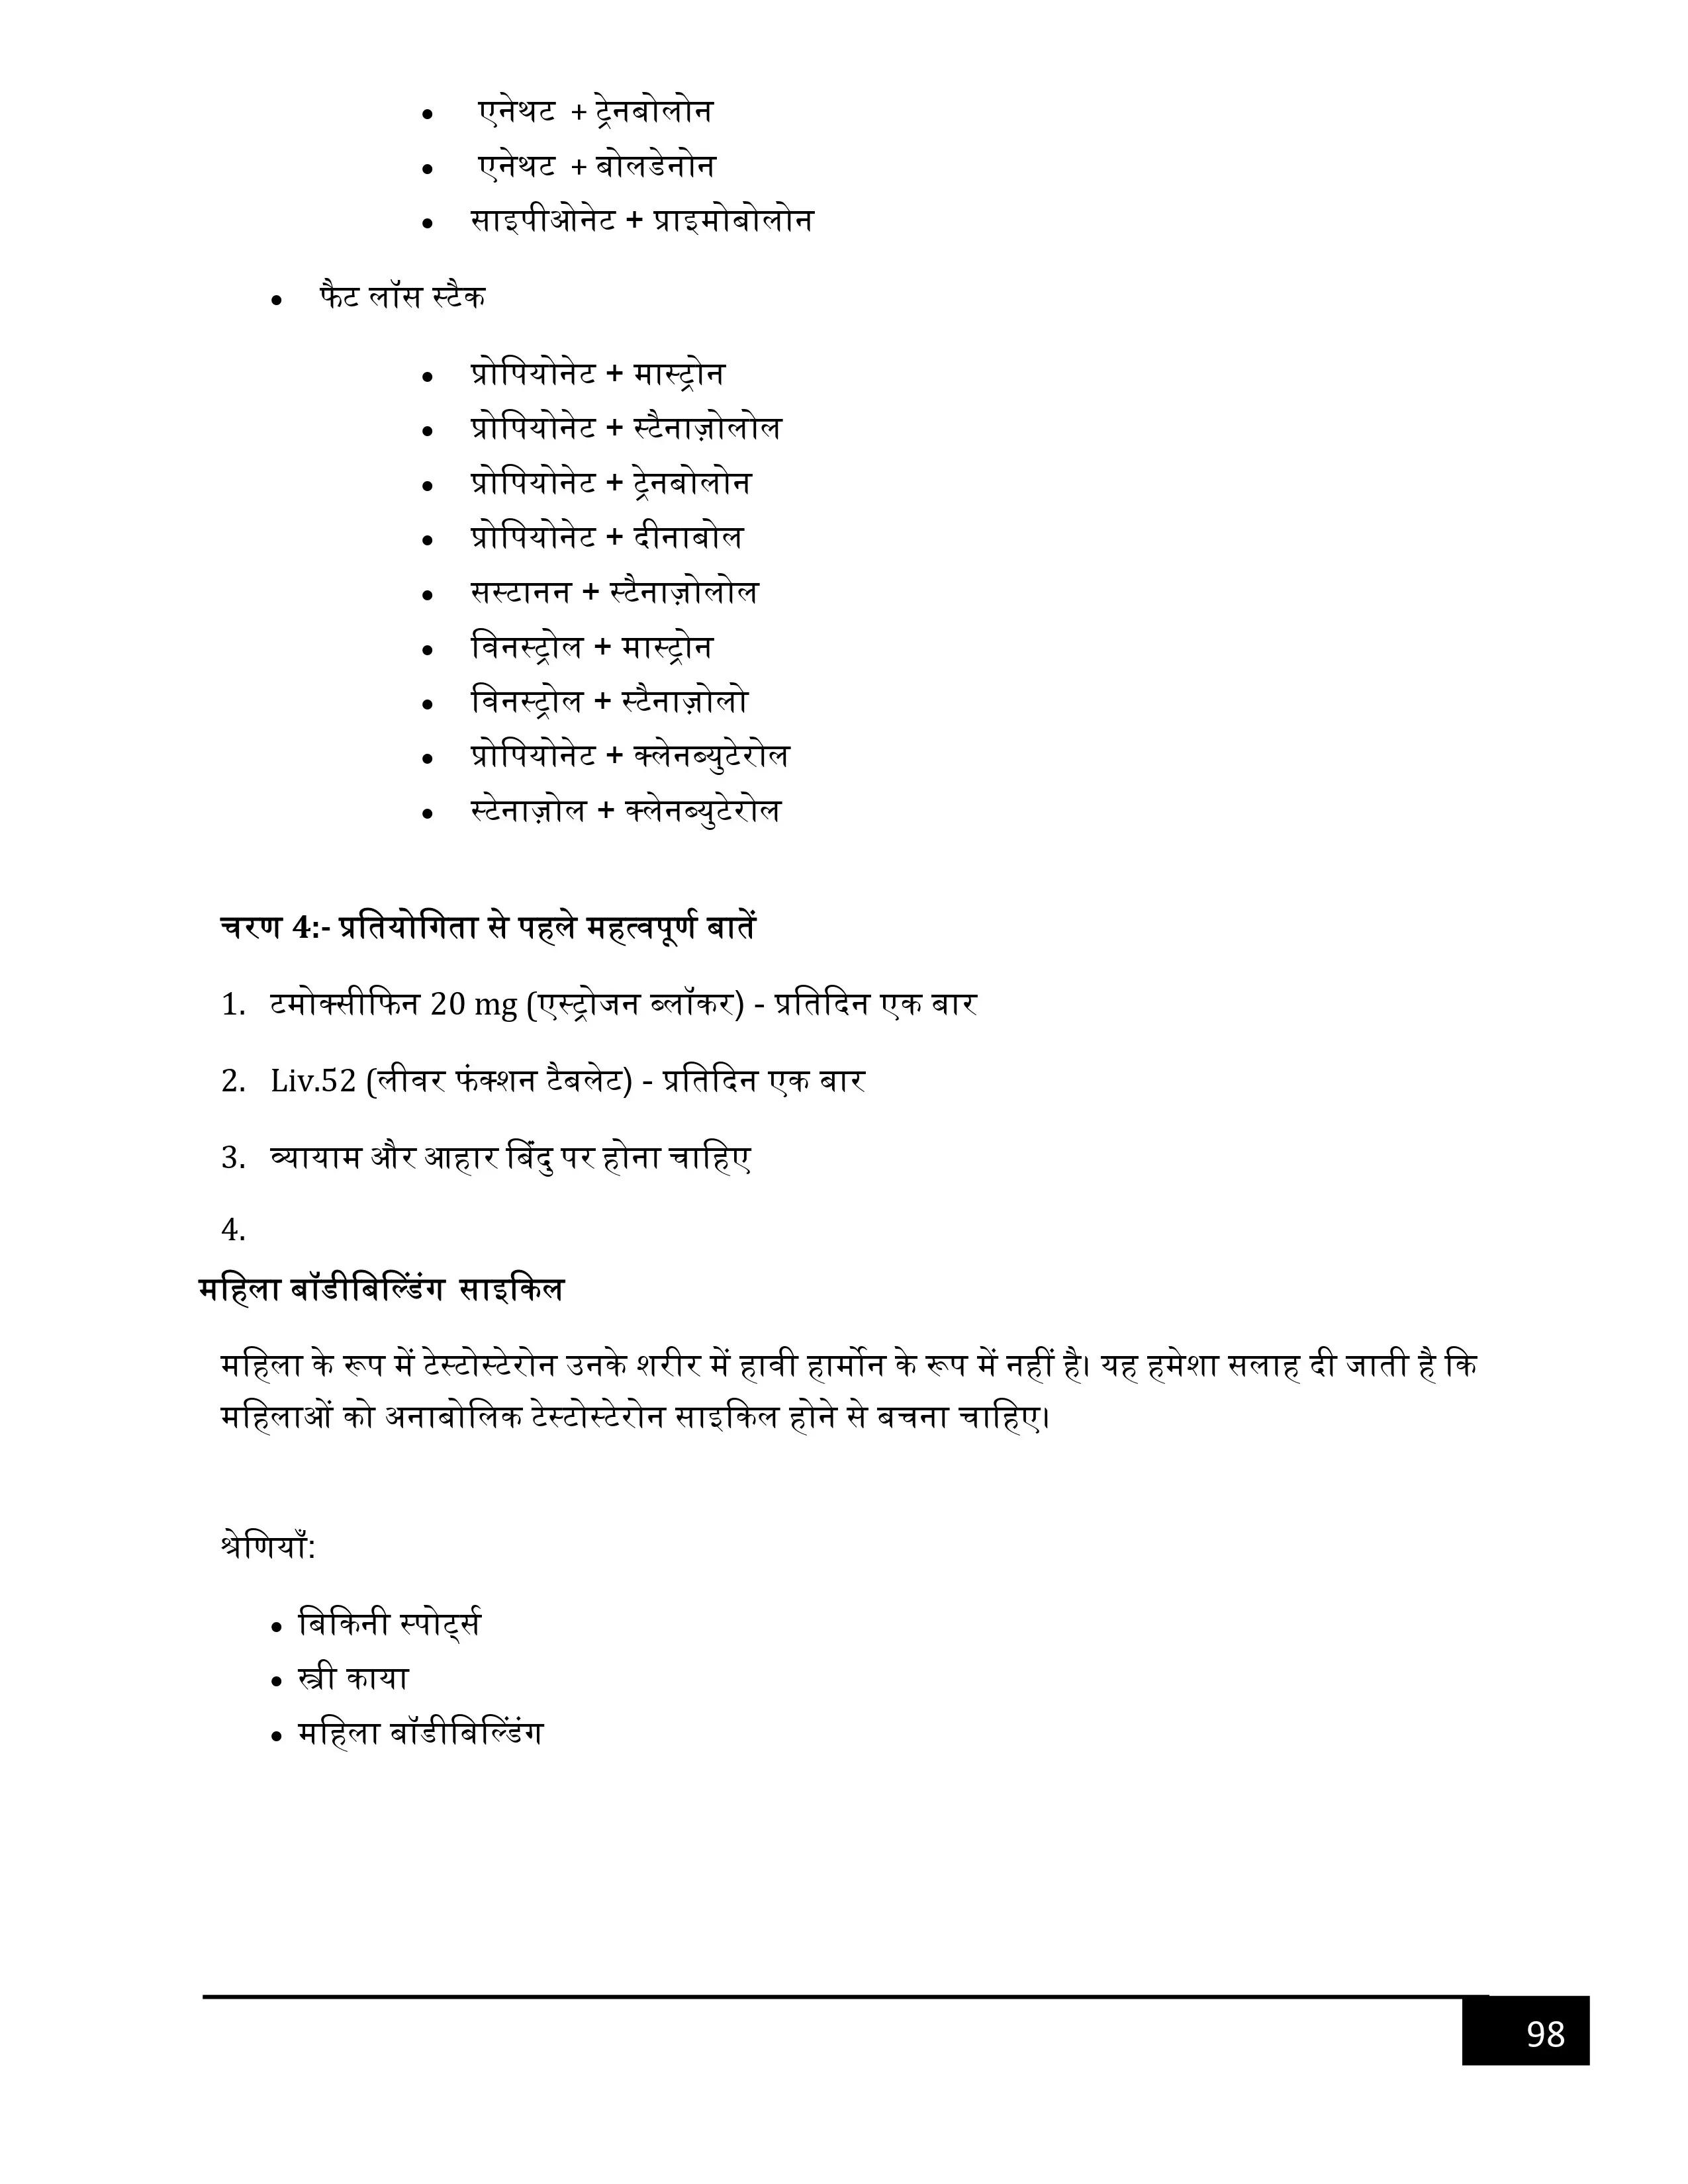 • एनेथट + ट्रेनबोलोन
• एनेथट + बोलडेनोन
• साइपीओनेट + प्राइमोबोलोन
• फैट लॉस स्टैक
• प्रोपियोनेट + मास्ट्रोन
• प्रोपियोनेट + स्टैनाज़ोलोल
• प्रोपियोनेट + ट्रेनबोलोन
• प्रोपियोनेट + दीनाबोल
• सस्टानन + स्टैनाज़ोलोल
• विनस्ट्रोल + मास्ट्रोन
• विनस्ट्रोल + स्टैनाज़ोलो
• प्रोपियोनेट + क्लेनब्युटेरोल
• स्टेनाज़ोल + क्लेनब्युटेरोल
चरण 4:- प्रतियोगिता से पहले महत्वपूर्ण बातें
1. टमोक्सीफिन 20 mg (एस्ट्रोजन ब्लॉकर) - प्रतिदिन एक बार
2. Liv.52 (लीवर फंक्शन टैबलेट) - प्रतिदिन एक बार
3. व्यायाम और आहार बिंदु पर होना चाहिए
4.
महिला बॉडीबिल्डिंग साइकिल
महिला के रूप में टेस्टोस्टेरोन उनके शरीर में हावी हार्मोन के रूप में नहीं है। यह हमेशा सलाह दी जाती है कि
महिलाओं को अनाबोलिक टेस्टोस्टेरोन साइकिल होने से बचना चाहिए।
श्रेणियाँ:
• बिकिनी स्पोर्ट्स
• स्त्री काया
• महिला बॉडीबिल्डिंग
98